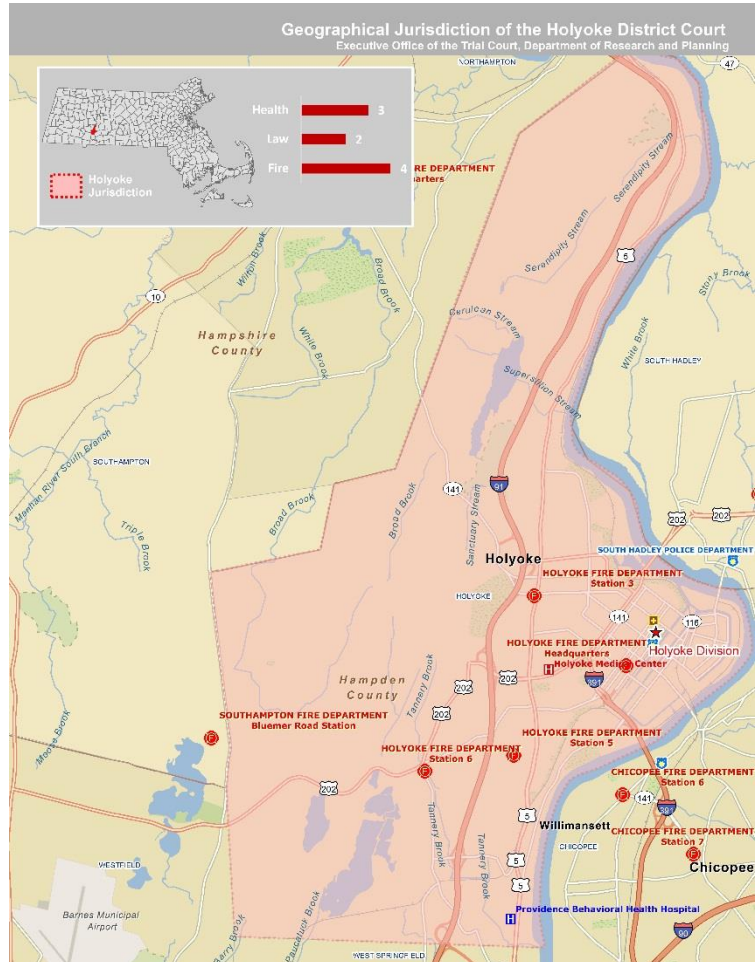 Geographical Jurisdiction of the Holyoke District Court
Executive Office of the Trial Court, Department of Research and Planning
NORTHAMPTON
47
Health 3
Law 2
Fire 4
Holyoke
Jurisdiction
FIRE DEPARTMENT
Serendipity Stream
Serendipity Stream
5
Wilton Brook
Broad Brook
10
Stony Brook
Cerulean Stream
Hampshire
County
White Brook
White Brook
SOUTH HADLEY
Superstition Stream
Manhan River South Branch
SOUTHAMPTON
141
91
Broad Brook
Broad Brook
Sanctuary Stream
202
202
Triple Brook
SOUTH HADLEY POLICE DEPARTMENT
Holyoke
HOLYOKE FIRE DEPARTMENT
Station 3
HOLYOKE
F
141
116
HOLYOKE FIRE DEPARTMENT
Headquarters
Holyoke Division
Holyoke Medical Center
H
202
391
Hampden
County
Tannery Brook
202
202
Moose Brook
SOUTHAMPTON FIRE DEPARTMENT
Bluemer Road Station
F
HOLYOKE FIRE DEPARTMENT
Station 6
F
HOLYOKE FIRE DEPARTMENT
Station 5
F
CHICOPEE FIRE DEPARTMENT
Station 6
F
141
391
202
5
Willimansett
CHICOPEE FIRE DEPARTMENT
Station 7
F
CHICOPEE
Chicopee
Tannery Brook
Tannery Brook
5
5
WESTFIELD
Barnes Municipal
Airport
Providence Behavioral Health Hospital
H
Paucatuck Brook
90
WEST SPRINGFIELD